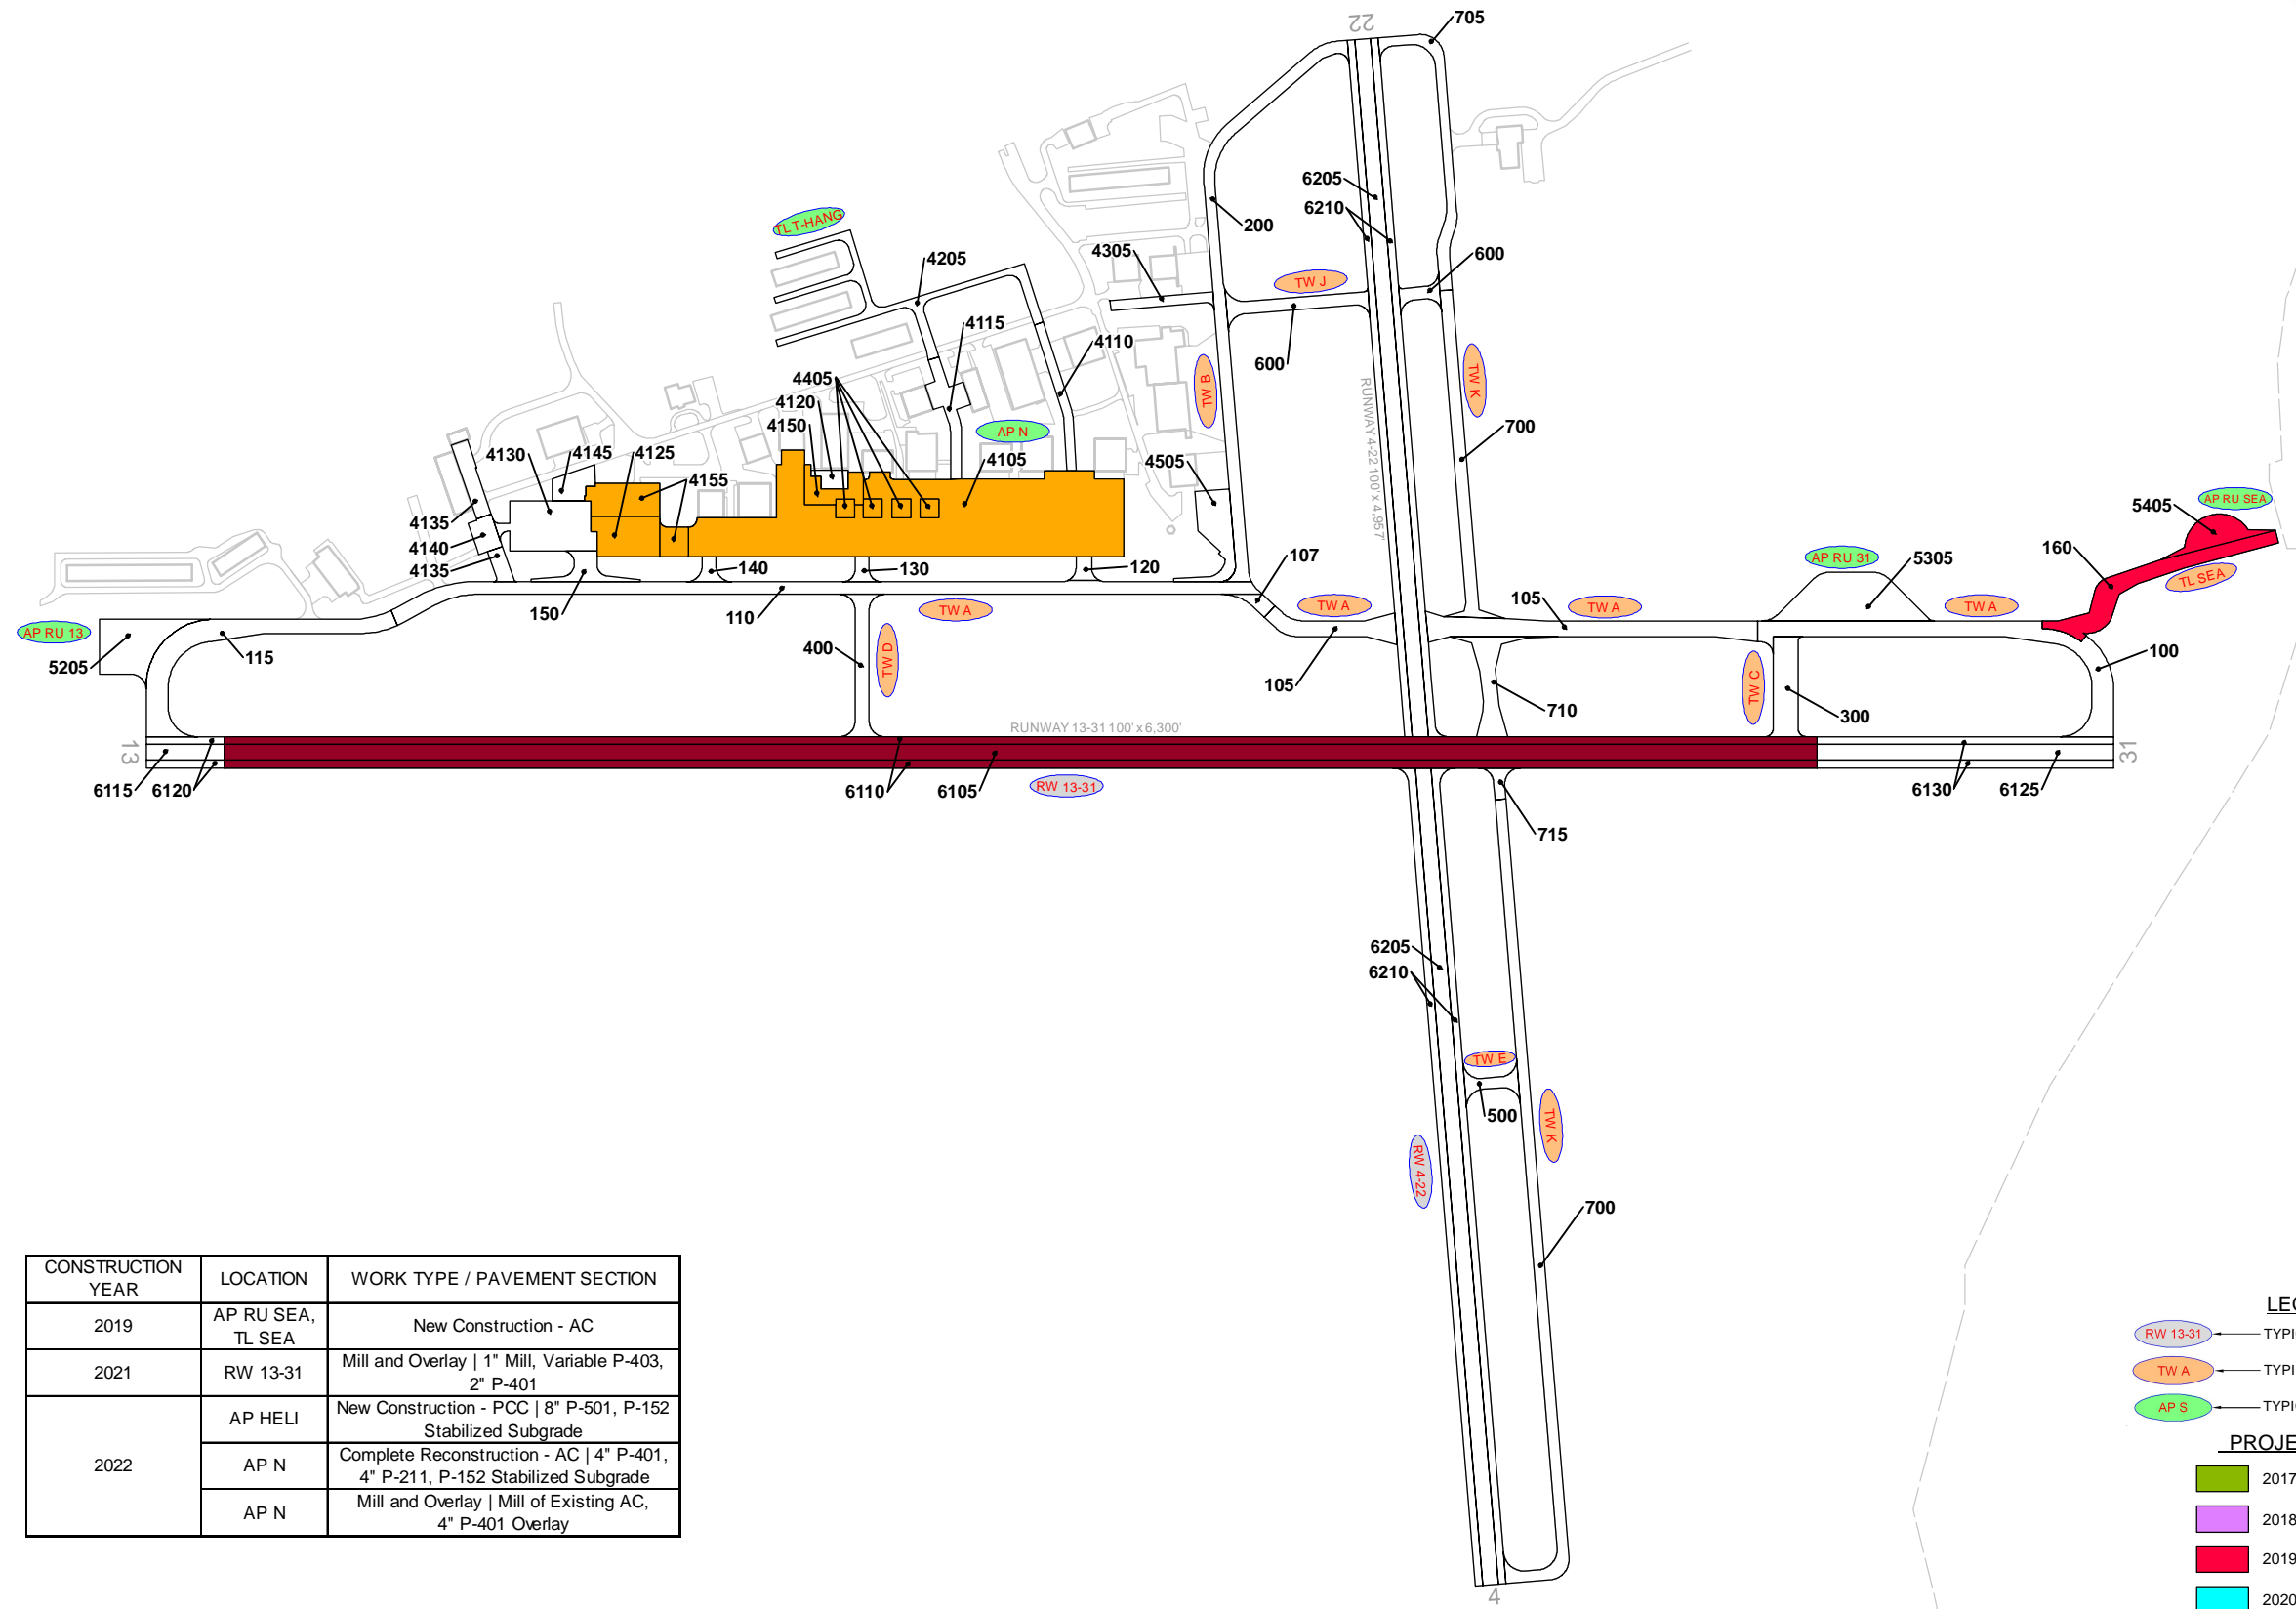 22
705
6205
6210
200
600
TW J
4305
TL T-HANG
4205
4115
4110
600
TW B
TW K
RUNWAY 4-22 100' x 4,957'
700
4405
4120
4150
AP N
4105
4505
4130
4145
4125
4155
4135
4140
4135
140
130
120
107
150
110
TW A
TW A
105
TW A
AP RU 31
5305
TW A
5405
AP RU SEA
160
TL SEA
AP RU 13
5205
115
400
TW D
105
710
TW C
300
100
RUNWAY 13-31 100' x 6,300'
13
31
6115
6120
6110
6105
RW 13-31
6130
6125
715
6205
6210
TW E
500
TW K
RW 4-22
700
4
CONSTRUCTION
YEAR
LOCATION
WORK TYPE / PAVEMENT SECTION
2019
AP RU SEA,
TL SEA
New Construction - AC
2021
RW 13-31
Mill and Overlay | 1" Mill, Variable P-403,
2" P-401
2022
AP HELI
New Construction - PCC | 8" P-501, P-152
Stabilized Subgrade
AP N
Complete Reconstruction - AC | 4" P-401,
4" P-211, P-152 Stabilized Subgrade
AP N
Mill and Overlay | Mill of Existing AC,
4" P-401 Overlay
RW 13-31
TW A
AP S
2017
2018
2019
2020